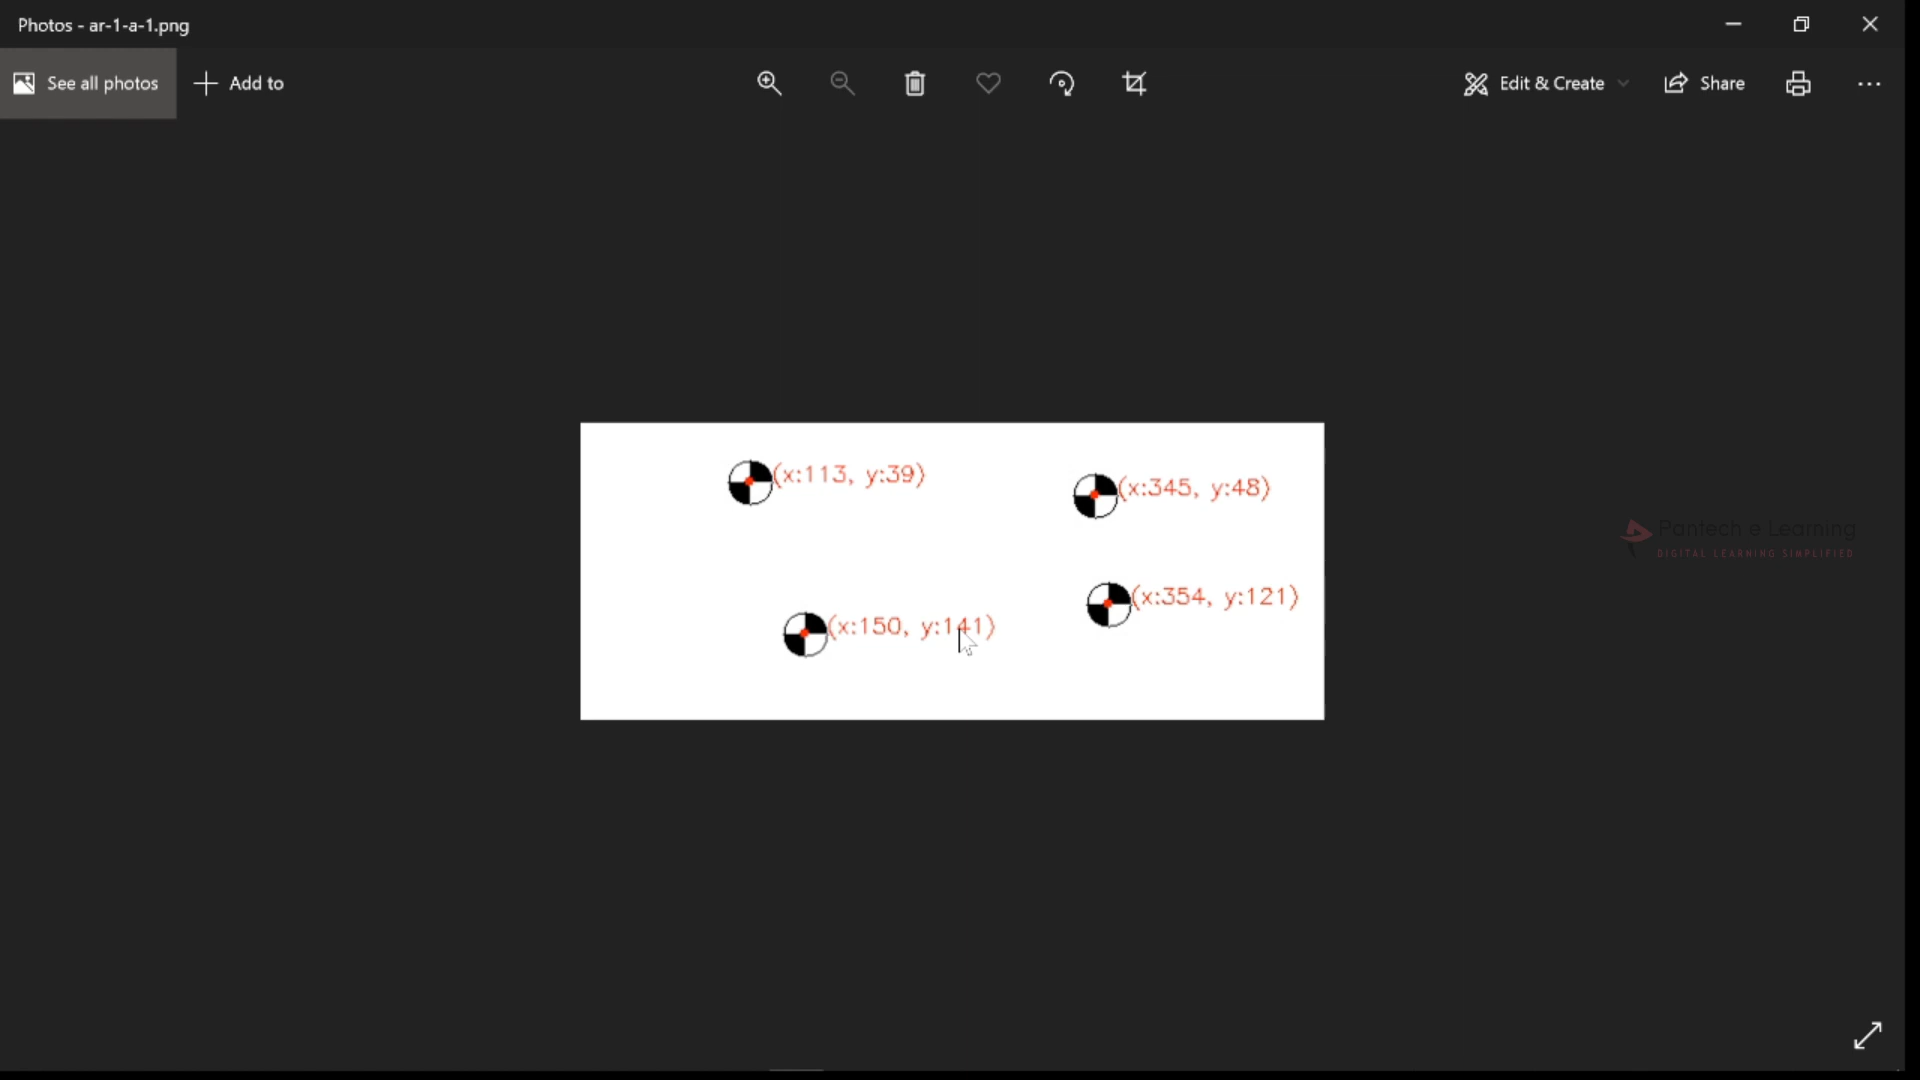 Photos - ar-1-a-1.png
See all photos
Add to
Edit & Create
Share
(x:113, y:39)
(x:345, y:48)
Pantech e Learning
DIGITAL LEARNING SIMPLIFIED
(x:354, y:121)
(x:150, y:141)